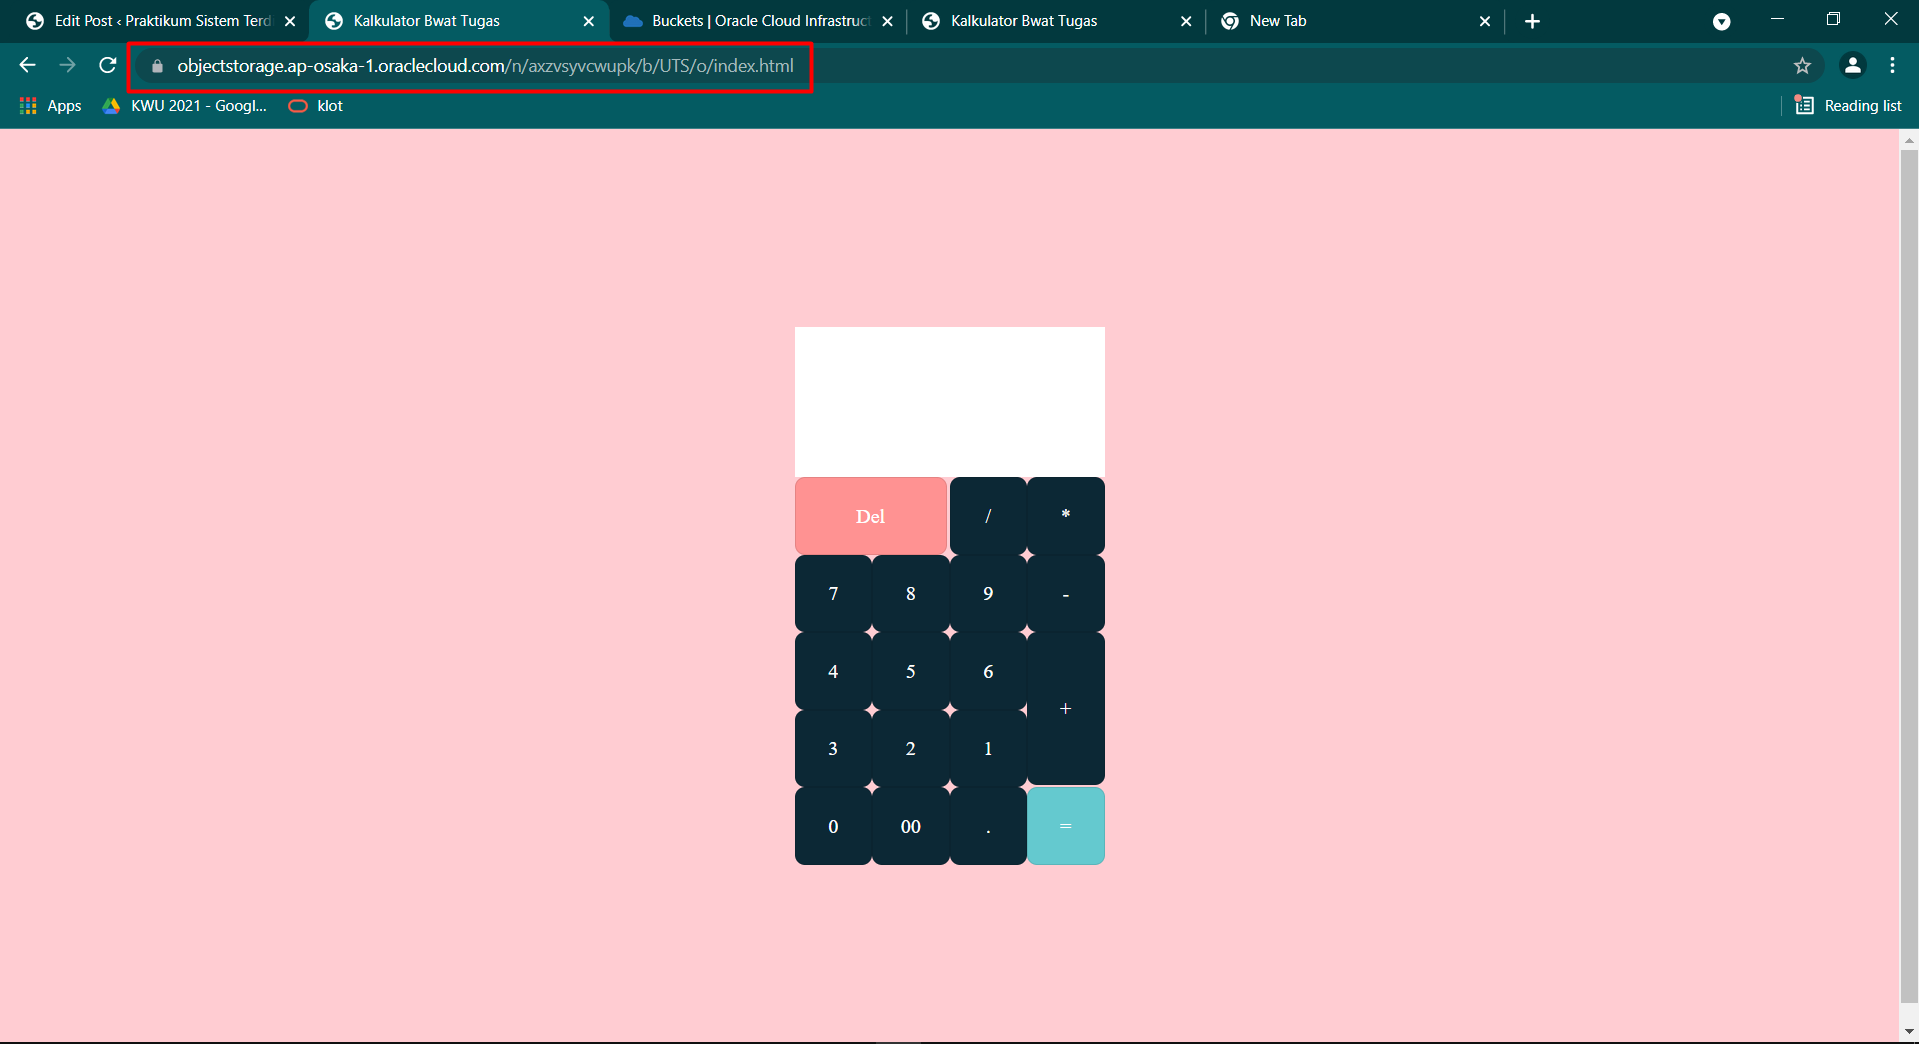 Edit Post ‹ Praktikum Sistem Terdi
Kalkulator Bwat Tugas
Buckets | Oracle Cloud Infrastruct
Kalkulator Bwat Tugas
New Tab
objectstorage.ap-osaka-1.oraclecloud.com/n/axzvsyvcwupk/b/UTS/o/index.html
Apps
KWU 2021 - Googl...
klot
Reading list
Del / *
7 8 9 -
4 5 6
+
3 2 1
0 00 . =